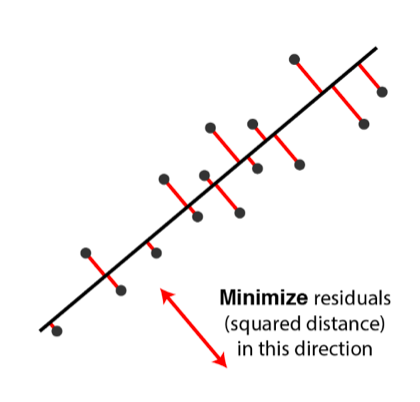 Minimize residuals
(squared distance)
in this direction